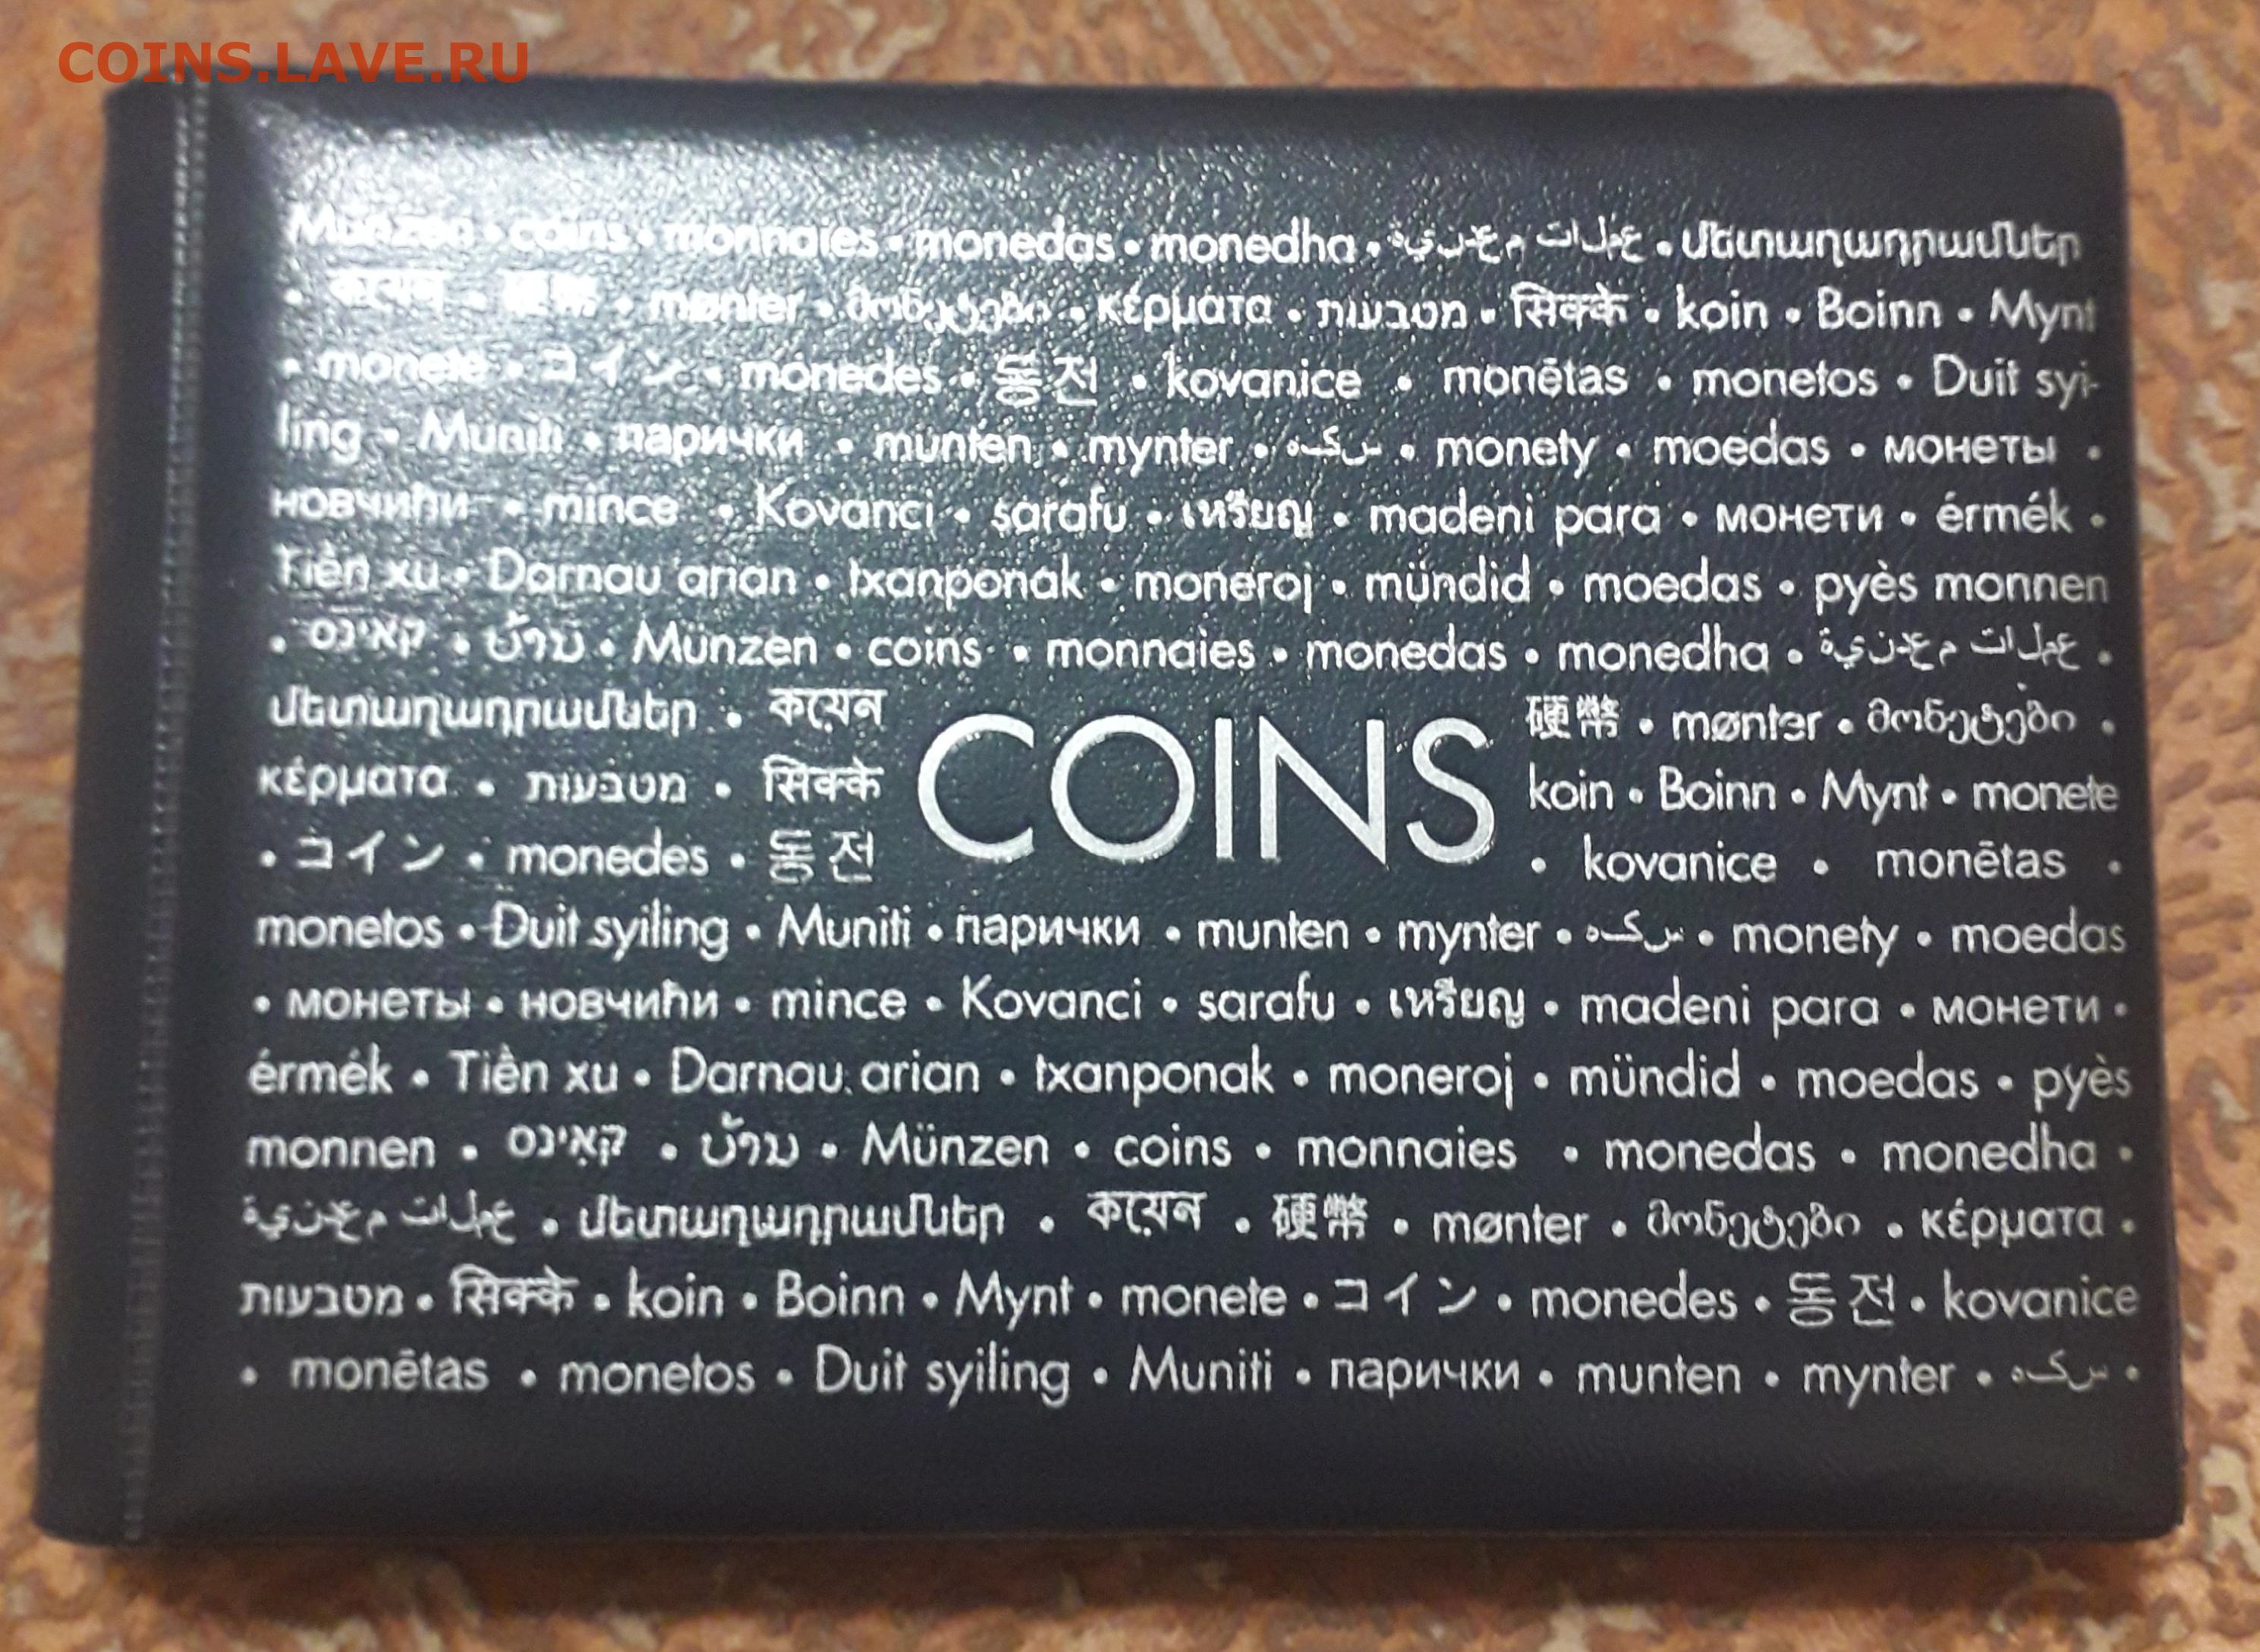 COINS.LAVE.RU
Münzen • coins • monnaies • monedas • monedha • عملات معدنية • մետաղադրամներ
• কয়েন • 硬幣 • mønter • მონეტები • κέρματα • מטבעות • सिक्के • koin • Boinn • Mynt
• monete • コイン • monedes • 동전 • kovanice • monētas • monetos • Duit syi-
ling • Muniti • парички • munten • mynter • سکه • monety • moedas • монеты •
новчићи • mince • Kovanci • sarafu • เหรียญ • madeni para • монети • érmék •
Tiền xu • Darnau arian • txanponak • moneroj • mündid • moedas • pyès monnen
• קאינס • • Münzen • coins • monnaies • monedas • monedha • عملات معدنية •
մետաղադրամներ • কয়েন COINS 硬幣 • mønter • მონეტები •
κέρματα • מטבעות • सिक्के koin • Boinn • Mynt • monete
• コイン • monedes • 동전 • kovanice • monētas •
monetos • Duit syiling • Muniti • парички • munten • mynter • سکه • monety • moedas
• монеты • новчићи • mince • Kovanci • sarafu • เหรียญ • madeni para • монети •
érmék • Tiền xu • Darnau arian • txanponak • moneroj • mündid • moedas • pyès
monnen • קאינס • • Münzen • coins • monnaies • monedas • monedha •
عملات معدنية • մետաղադրամներ • কয়েন • 硬幣 • mønter • მონეტები • κέρματα •
מטבעות • सिक्के • koin • Boinn • Mynt • monete • コイン • monedes • 동전 • kovanice
• monētas • monetos • Duit syiling • Muniti • парички • munten • mynter • سکه •